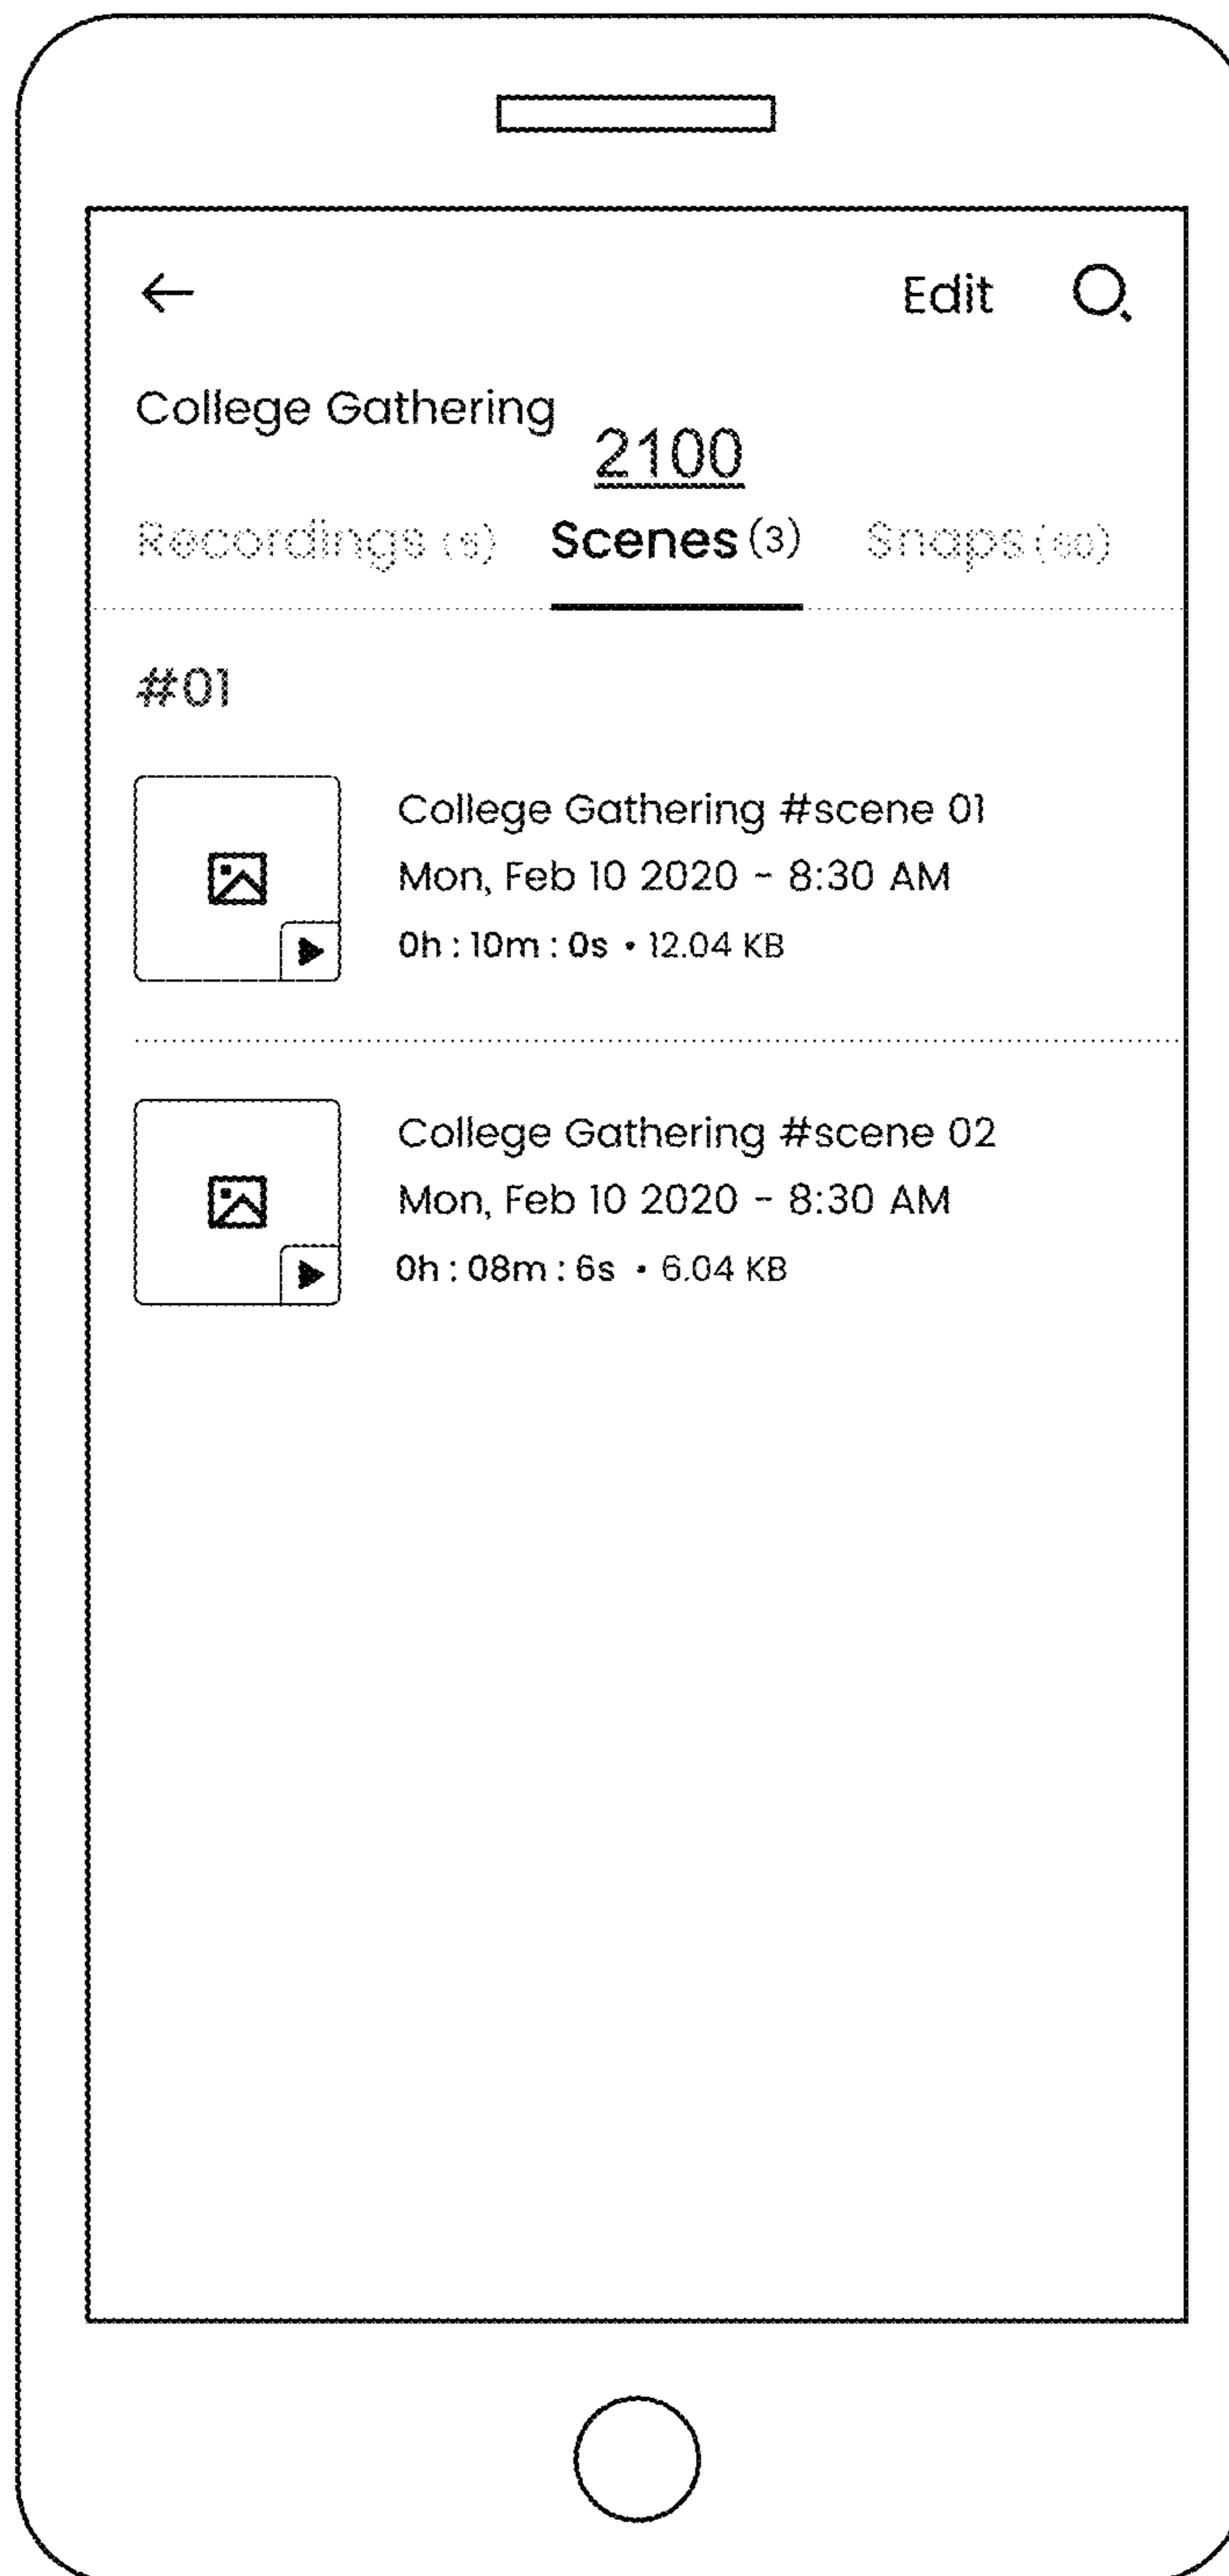 Edit
College Gathering
2100
Recordings Scenes (3) Snaps
#01
College Gathering #scene 01
Mon, Feb 10 2020 - 8:30 AM
0h : 10m : 0s • 12.04 KB
College Gathering #scene 02
Mon, Feb 10 2020 - 8:30 AM
0h : 08m : 6s • 6.04 KB